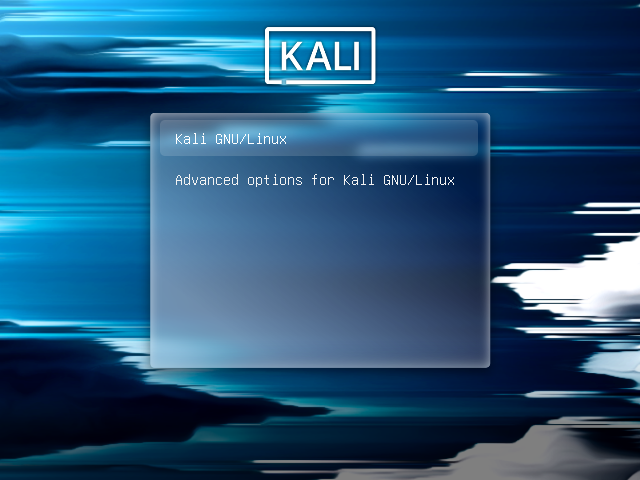 KALI
Kali GNU/Linux
Advanced options for Kali GNU/Linux